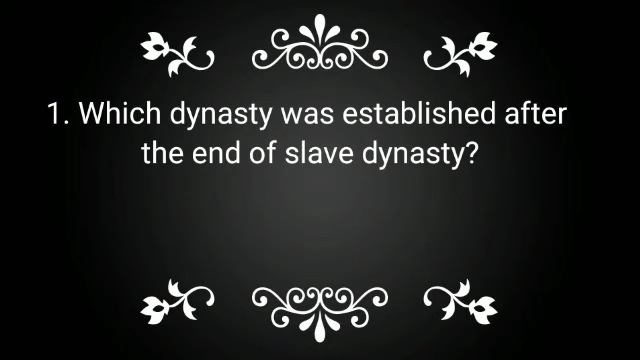 1. Which dynasty was established after
the end of slave dynasty?